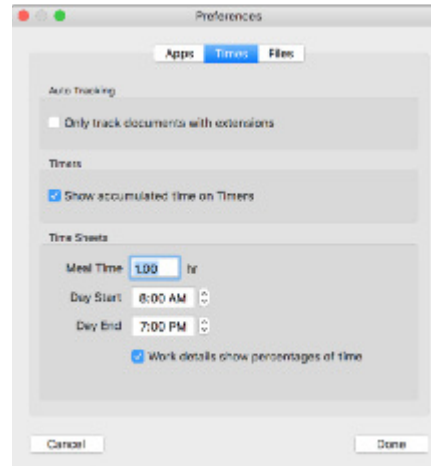 Preferences
Apps Times Files
Auto Tracking
Only track documents with extensions
Timers
Show accumulated time on Timers
Time Sheets
Meal Time 1.00 hr
Day Start 8:00 AM
Day End 7:00 PM
Work details show percentages of time
Cancel Done